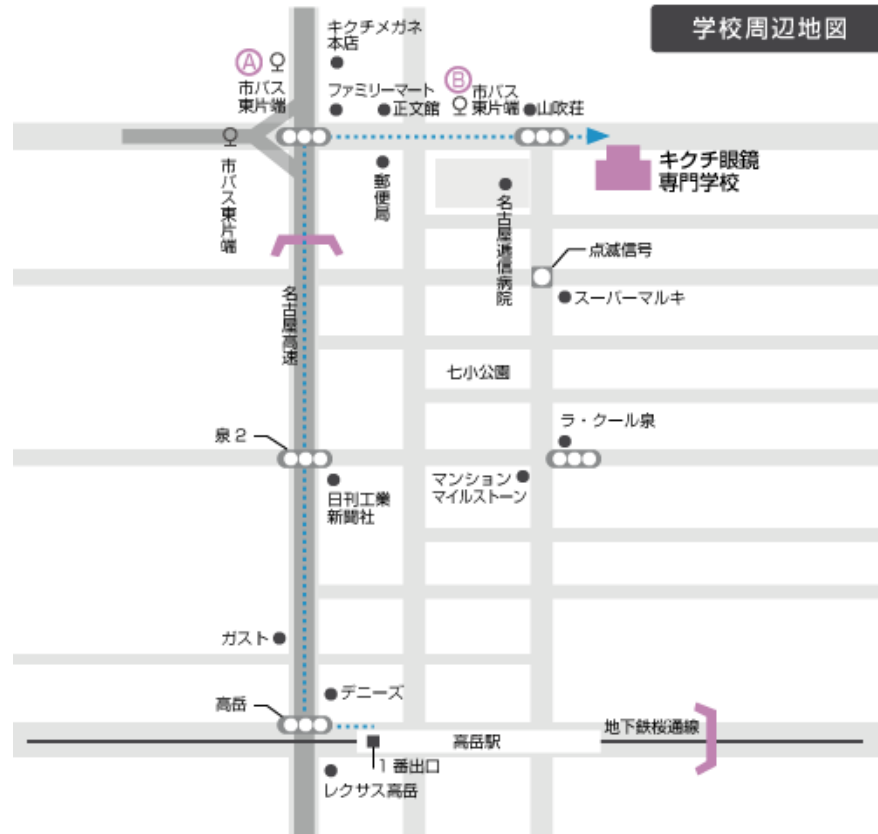 学校周辺地図
キクチメガネ
本店
Ⓐ
市バス
東片端
ファミリーマート
正文館
Ⓑ
市バス
東片端
山吹荘
市バス東片端
郵便局
名古屋逓信病院
キクチ眼鏡
専門学校
点滅信号
スーパーマルキ
名古屋高速
七小公園
ラ・クール泉
泉2
日刊工業
新聞社
マンション
マイルストーン
ガスト
デニーズ
高岳
地下鉄桜通線
高岳駅
1番出口
レクサス高岳